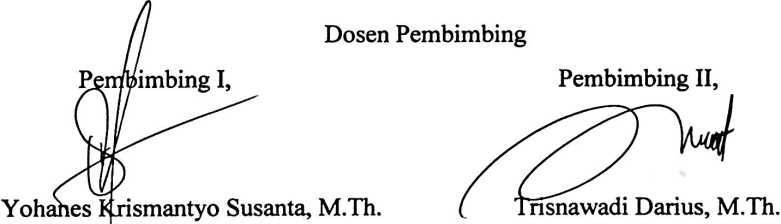 Dosen Pembimbing
Pembimbing I,
Pembimbing II,
Yohanes Krismantyo Susanta, M.Th.
Trisnawadi Darius, M.Th.